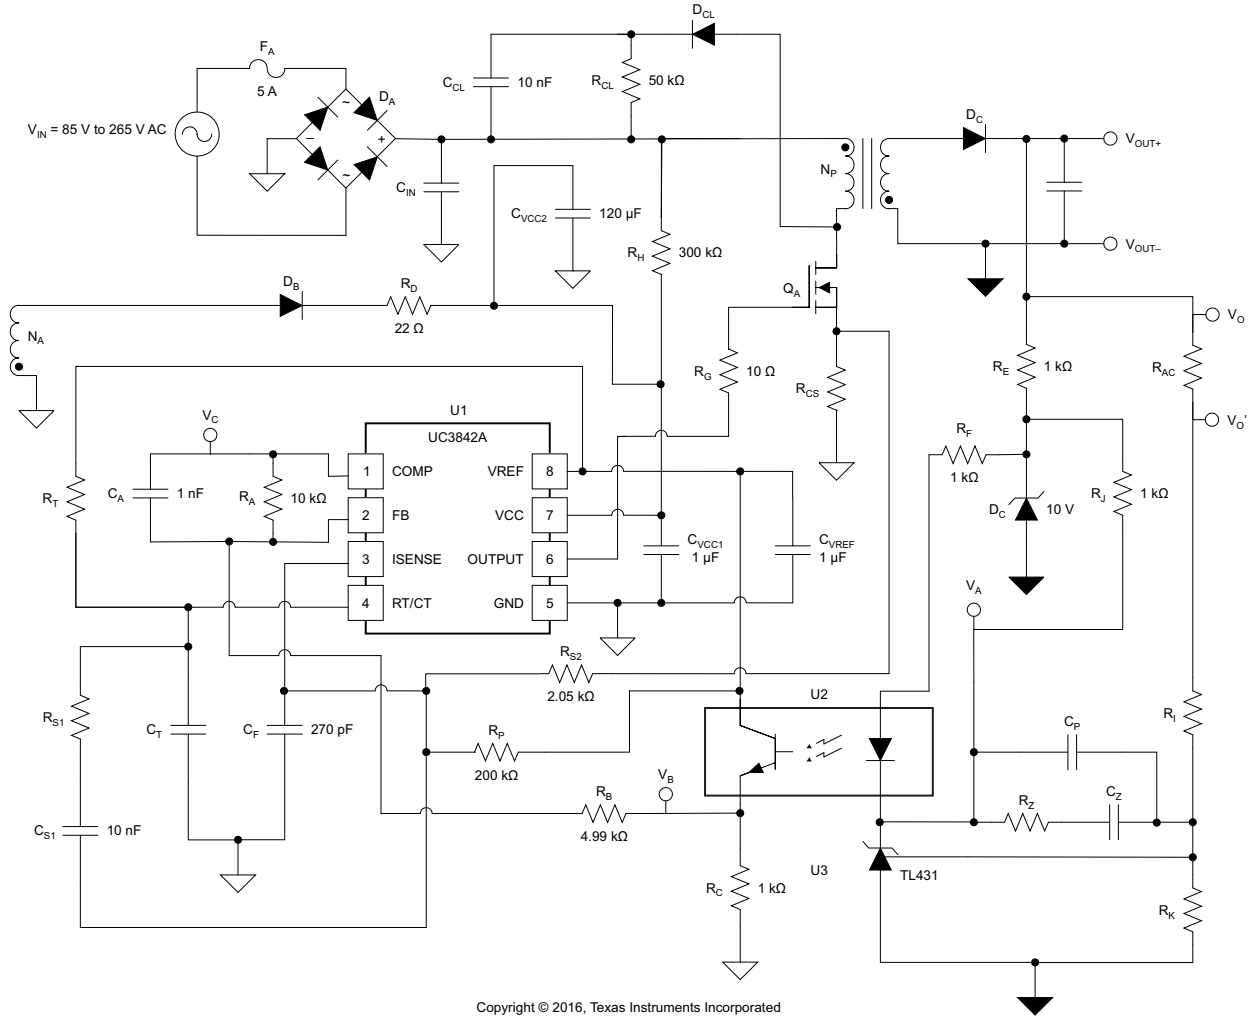 D_CL
F_A
5 A
C_CL
10 nF
R_CL
50 kΩ
D_A
V_IN = 85 V to 265 V AC
~
–
+
~
D_C
V_OUT+
N_P
C_IN
C_VCC2
120 µF
R_H
300 kΩ
V_OUT–
D_B
R_D
22 Ω
Q_A
N_A
V_O
R_G
10 Ω
R_CS
R_E
1 kΩ
R_AC
V_O'
U1
UC3842A
V_C
R_F
1 kΩ
C_A
1 nF
R_A
10 kΩ
R_T
1
COMP
VREF
8
2
FB
VCC
7
3
ISENSE
OUTPUT
6
4
RT/CT
GND
5
C_VCC1
1 µF
C_VREF
1 µF
D_C
10 V
R_J
1 kΩ
V_A
R_S2
2.05 kΩ
U2
R_S1
C_T
C_F
270 pF
R_P
200 kΩ
C_P
R_I
V_B
R_B
4.99 kΩ
R_Z
C_Z
C_S1
10 nF
U3
TL431
R_C
1 kΩ
R_K
Copyright © 2016, Texas Instruments Incorporated